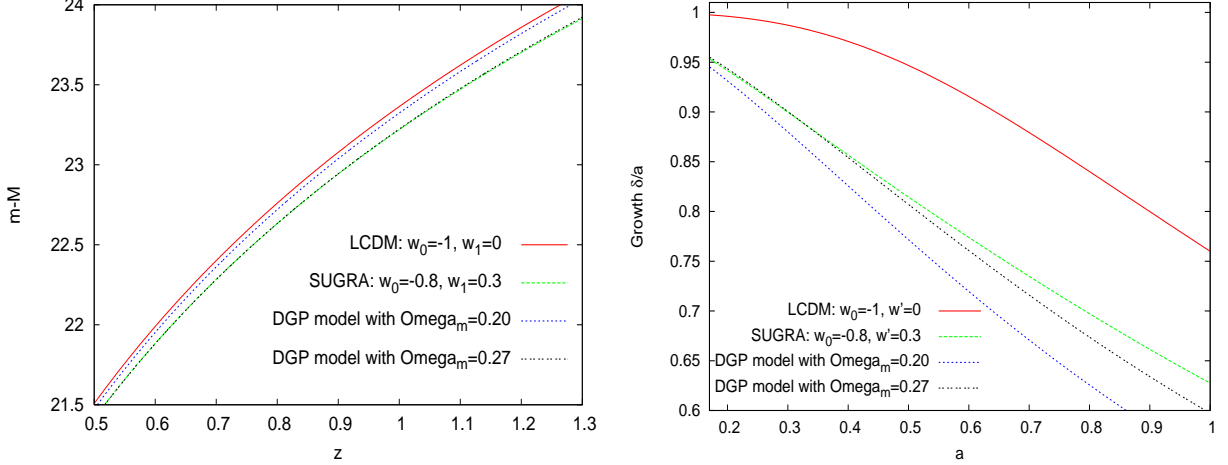 24
23.5
23
22.5
22
21.5
m-M
LCDM: w0=-1, w1=0
SUGRA: w0=-0.8, w1=0.3
DGP model with Omegam=0.20
DGP model with Omegam=0.27
0.5 0.6 0.7 0.8 0.9 1 1.1 1.2 1.3
z
1
0.95
0.9
0.85
0.8
0.75
0.7
0.65
0.6
Growth δ/a
LCDM: w0=-1, w'=0
SUGRA: w0=-0.8, w'=0.3
DGP model with Omegam=0.20
DGP model with Omegam=0.27
0.2 0.3 0.4 0.5 0.6 0.7 0.8 0.9 1
a